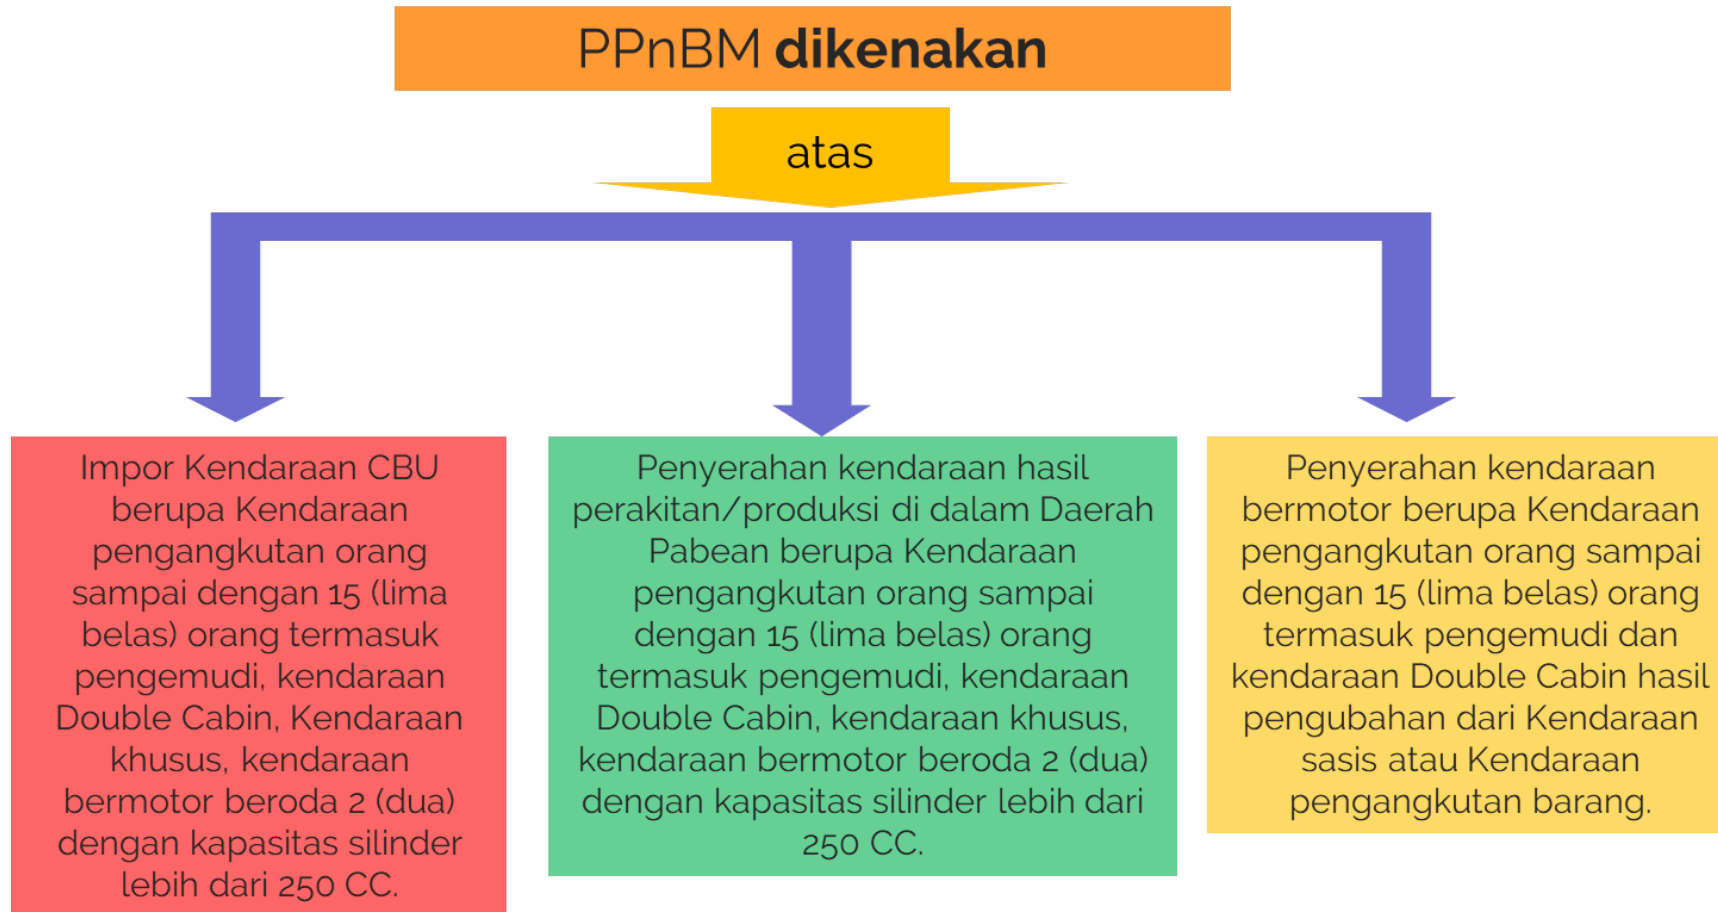 PPnBM dikenakan
atas
Impor Kendaraan CBU
berupa Kendaraan
pengangkutan orang
sampai dengan 15 (lima
belas) orang termasuk
pengemudi, kendaraan
Double Cabin, Kendaraan
khusus, kendaraan
bermotor beroda 2 (dua)
dengan kapasitas silinder
lebih dari 250 CC.
Penyerahan kendaraan hasil
perakitan/produksi di dalam Daerah
Pabean berupa Kendaraan
pengangkutan orang sampai
dengan 15 (lima belas) orang
termasuk pengemudi, kendaraan
Double Cabin, kendaraan khusus,
kendaraan bermotor beroda 2 (dua)
dengan kapasitas silinder lebih dari
250 CC.
Penyerahan kendaraan
bermotor berupa Kendaraan
pengangkutan orang sampai
dengan 15 (lima belas) orang
termasuk pengemudi dan
kendaraan Double Cabin hasil
pengubahan dari Kendaraan
sasis atau Kendaraan
pengangkutan barang.